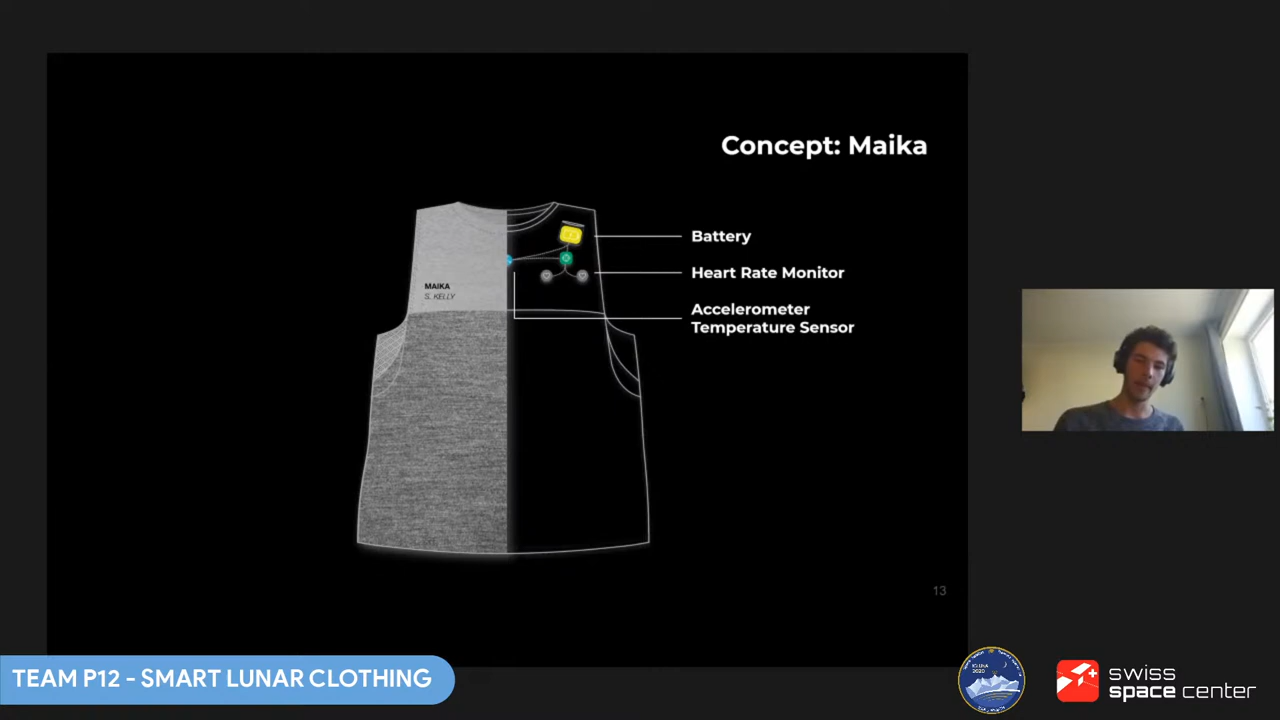 Concept: Maika
Battery
Heart Rate Monitor
Accelerometer
Temperature Sensor
MAIKA
S. KELLY
13
TEAM P12 - SMART LUNAR CLOTHING
swiss
space center